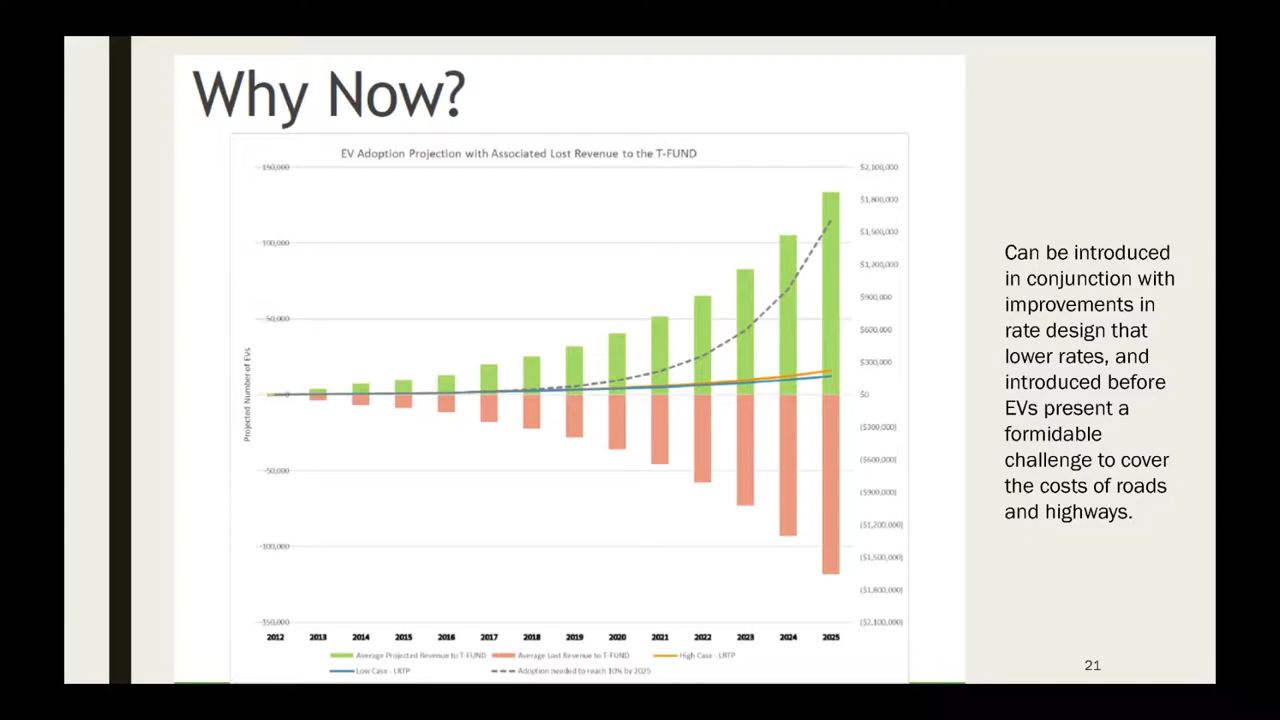 Why Now?
EV Adoption Projection with Associated Lost Revenue to the T-FUND
150,000
100,000
50,000
0
-50,000
-100,000
-150,000
Projected Number of EVs
$2,100,000
$1,800,000
$1,500,000
$1,200,000
$900,000
$600,000
$300,000
$0
($300,000)
($600,000)
($900,000)
($1,200,000)
($1,500,000)
($1,800,000)
($2,100,000)
2012 2013 2014 2015 2016 2017 2018 2019 2020 2021 2022 2023 2024 2025
Average Projected Revenue to T-FUND Average Lost Revenue to T-FUND High Case - LRTP
Low Case - LRTP Adoption needed to reach 10% by 2025
Can be introduced
in conjunction with
improvements in
rate design that
lower rates, and
introduced before
EVs present a
formidable
challenge to cover
the costs of roads
and highways.
21